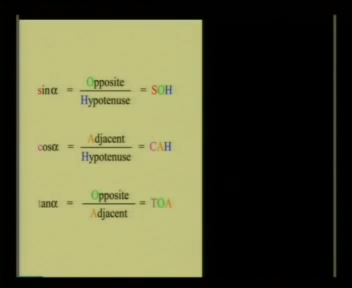 sinα = Opposite / Hypotenuse = SOH
cosα = Adjacent / Hypotenuse = CAH
tanα = Opposite / Adjacent = TOA